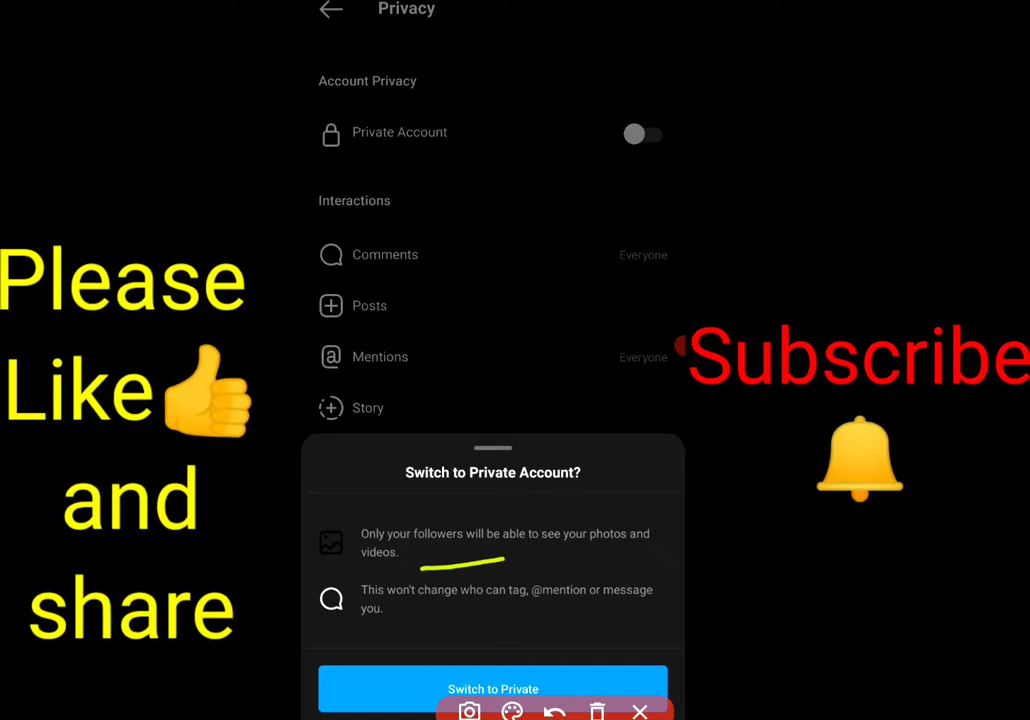 Privacy
Account Privacy
Private Account
Interactions
Comments Everyone
Posts
Mentions Everyone
Story
Switch to Private Account?
Only your followers will be able to see your photos and
videos.
This won't change who can tag, @mention or message
you.
Switch to Private
Please
Like👍
and
share
Subscribe
🔔